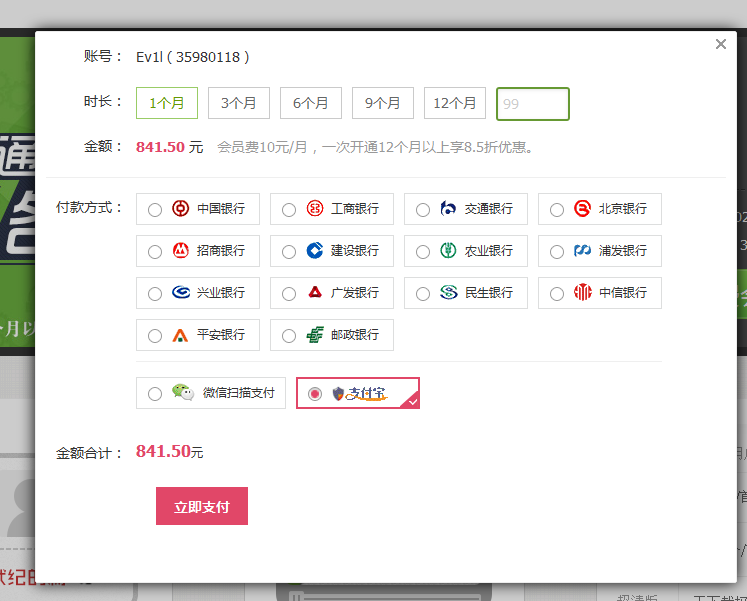 账号： Ev1l ( 35980118 )
时长： 1个月 3个月 6个月 9个月 12个月 99
金额： 841.50 元 会员费10元/月，一次开通12个月以上享8.5折优惠。
付款方式： 中国银行 工商银行 交通银行 北京银行
招商银行 建设银行 农业银行 浦发银行
兴业银行 广发银行 民生银行 中信银行
平安银行 邮政银行
微信扫描支付 支付宝
金额合计： 841.50元
立即支付